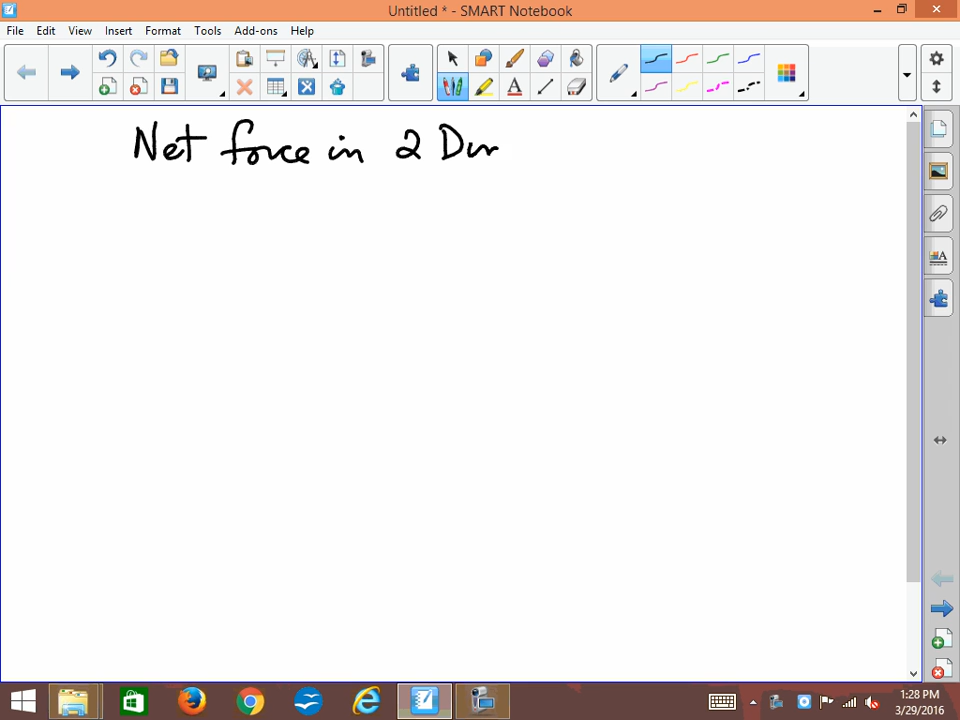 Untitled * - SMART Notebook
File Edit View Insert Format Tools Add-ons Help
Net force in 2 Dim
1:28 PM
3/29/2016